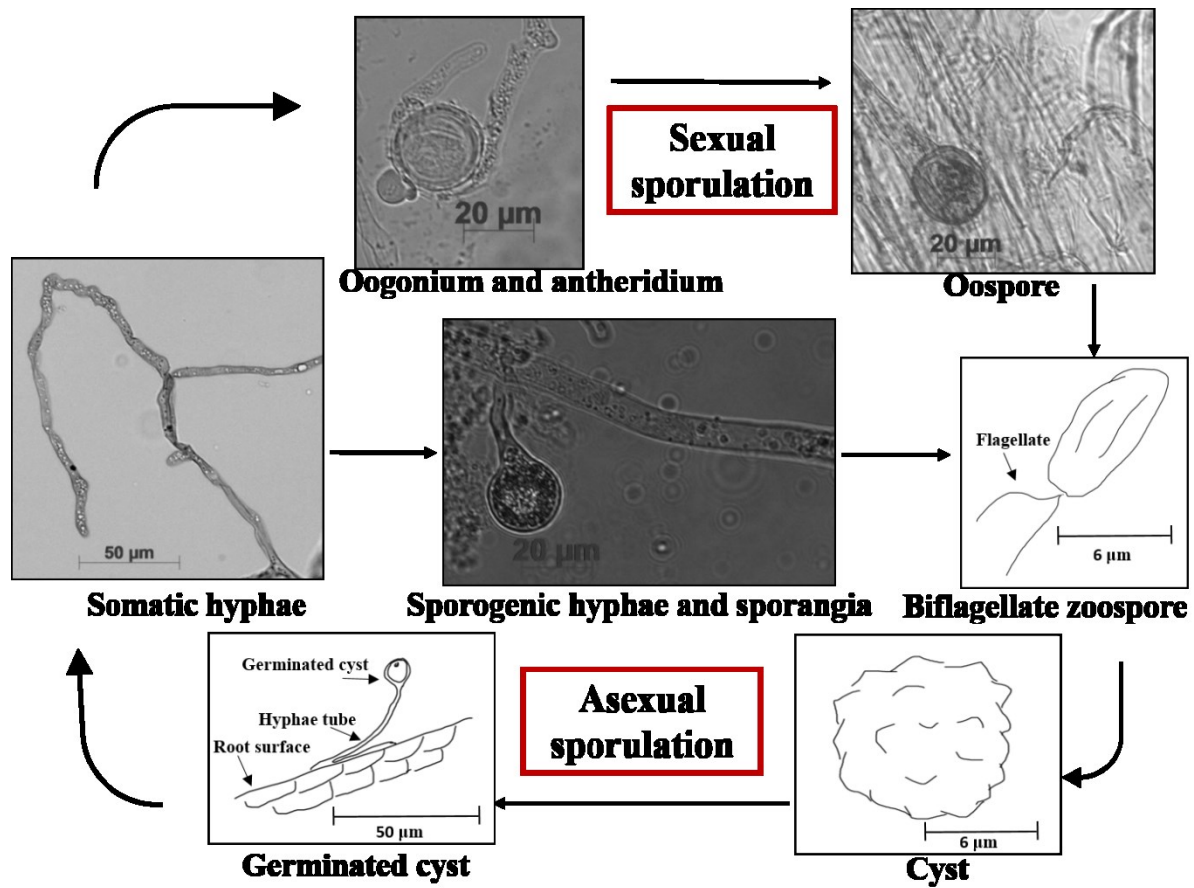 20 μm
Oogonium and antheridium
Sexual
sporulation
20 μm
Oospore
50 μm
Somatic hyphae
20 μm
Sporogenic hyphae and sporangia
Flagellate
6 μm
Biflagellate zoospore
Germinated cyst
Hyphae tube
Root surface
50 μm
Germinated cyst
Asexual
sporulation
6 μm
Cyst